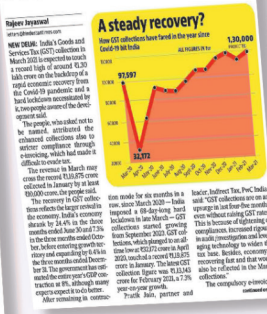 Rajeev Jayaswal
letters@hindustantimes.com
NEW DELHI: India's Goods and
Services Tax (GST) collection in
March 2021 is expected to touch
a record high of around ₹1.30
lakh crore on the backdrop of a
rapid economic recovery from
the Covid-19 pandemic and a
hard lockdown necessitated by
it, two people aware of the devel-
opment said.
The people, who asked not to
be named, attributed the
enhanced collections also to
stricter compliance through
e-invoicing, which had made it
difficult to evade tax.
The revenue in March may
cross the record ₹119,875 crore
collected in January by at least
₹10,000 crore, the people said.
The recovery in GST collec-
tions reflects the larger revival in
the economy. India's economy
shrunk by 24.4% in the three
months ended June 30 and 7.3%
in the three months ended Octo-
ber, before entering growth ter-
ritory and expanding by 0.4% in
the three months ended Decem-
ber 31. The government has esti-
mated the entire year's GDP con-
traction at 8%, although many
experts expect it to do better.
After remaining in contrac-
A steady recovery?
How GST collections have fared in the year since
Covid-19 hit India
ALL FIGURES IN ₹cr
1,30,000
97,597
32,172
tion mode for six months in a
row, since March 2020 — India
imposed a 68-day-long hard
lockdown in late March — GST
collections started growing
from September 2020. GST col-
lections, which plunged to an all-
time low at ₹32,172 crore in April
2020, touched a record ₹119,875
crore in January. The latest GST
collection figure was ₹1,13,143
crore for February 2021, a 7.3%
year-on-year growth.
Pratik Jain, partner and
leader, Indirect Tax, PwC India
said: "GST collections are on an
upsurge in last four-five months
even without raising GST rates.
This is because of tightening of
compliances, increased rigour
in audit/investigation and lever-
aging technology to widen the
tax base. Besides, economy is
recovering fast and that would
also be reflected in the March
collections."
The compulsory e-invoic